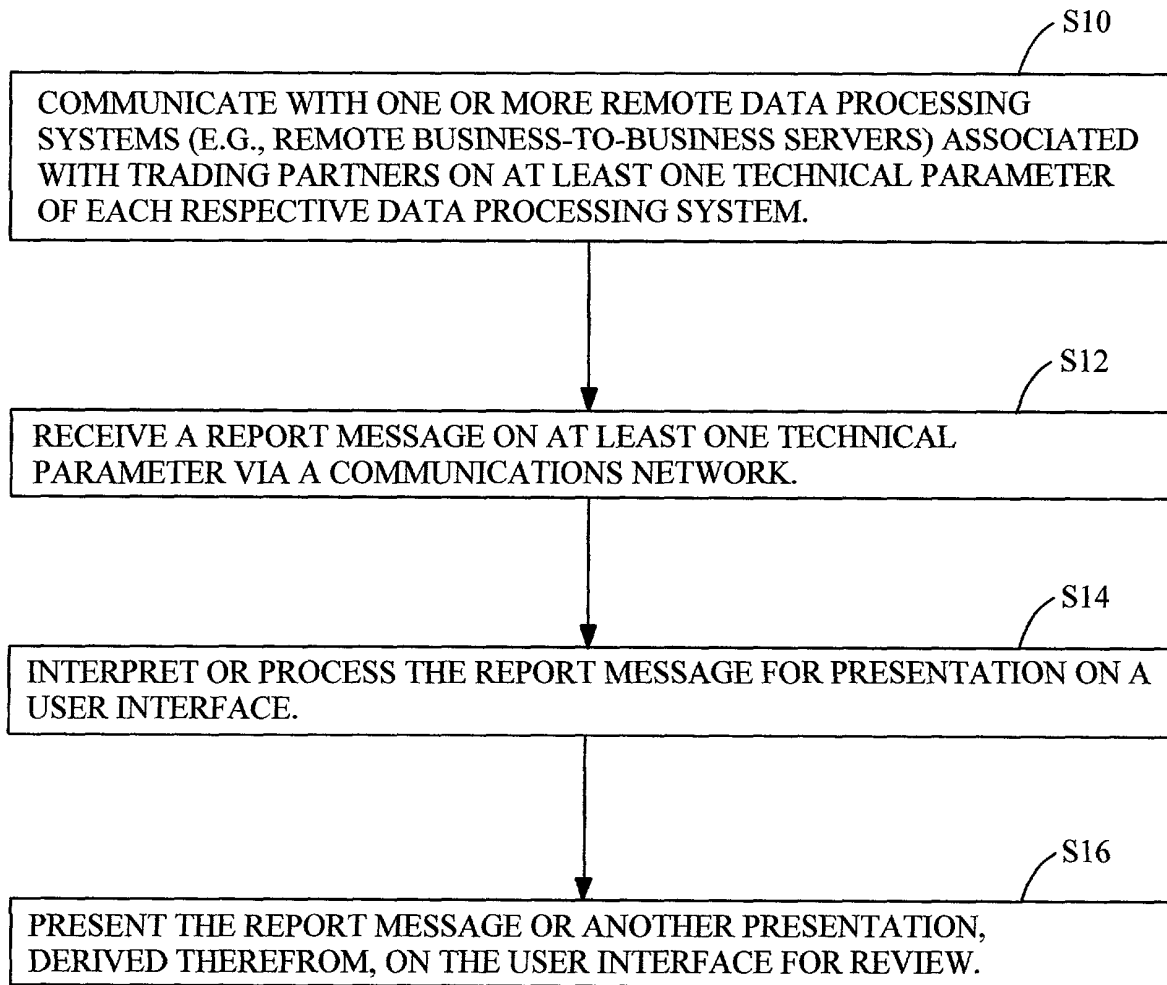 S10
COMMUNICATE WITH ONE OR MORE REMOTE DATA PROCESSING
SYSTEMS (E.G., REMOTE BUSINESS-TO-BUSINESS SERVERS) ASSOCIATED
WITH TRADING PARTNERS ON AT LEAST ONE TECHNICAL PARAMETER
OF EACH RESPECTIVE DATA PROCESSING SYSTEM.
S12
RECEIVE A REPORT MESSAGE ON AT LEAST ONE TECHNICAL
PARAMETER VIA A COMMUNICATIONS NETWORK.
S14
INTERPRET OR PROCESS THE REPORT MESSAGE FOR PRESENTATION ON A
USER INTERFACE.
S16
PRESENT THE REPORT MESSAGE OR ANOTHER PRESENTATION,
DERIVED THEREFROM, ON THE USER INTERFACE FOR REVIEW.